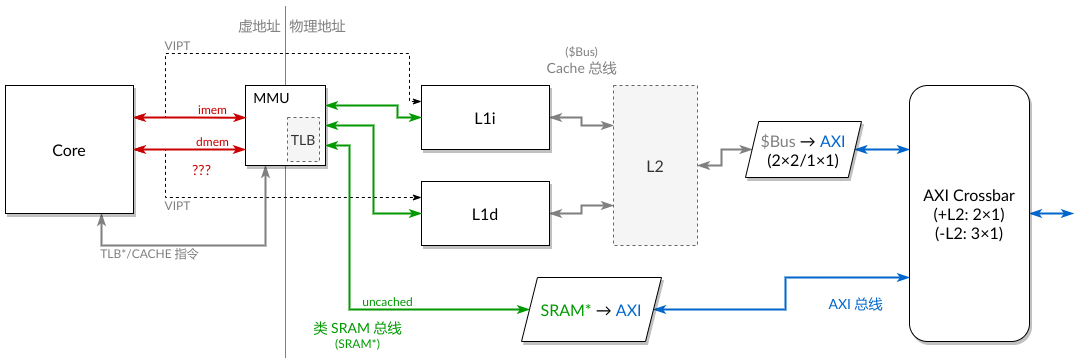 虚地址
物理地址
VIPT
($Bus)
Cache 总线
MMU
imem
L1i
TLB
Core
dmem
???
L2
$Bus → AXI
(2×2/1×1)
VIPT
L1d
AXI Crossbar
(+L2: 2×1)
(-L2: 3×1)
TLB*/CACHE 指令
uncached
SRAM* → AXI
AXI 总线
类 SRAM 总线
(SRAM*)